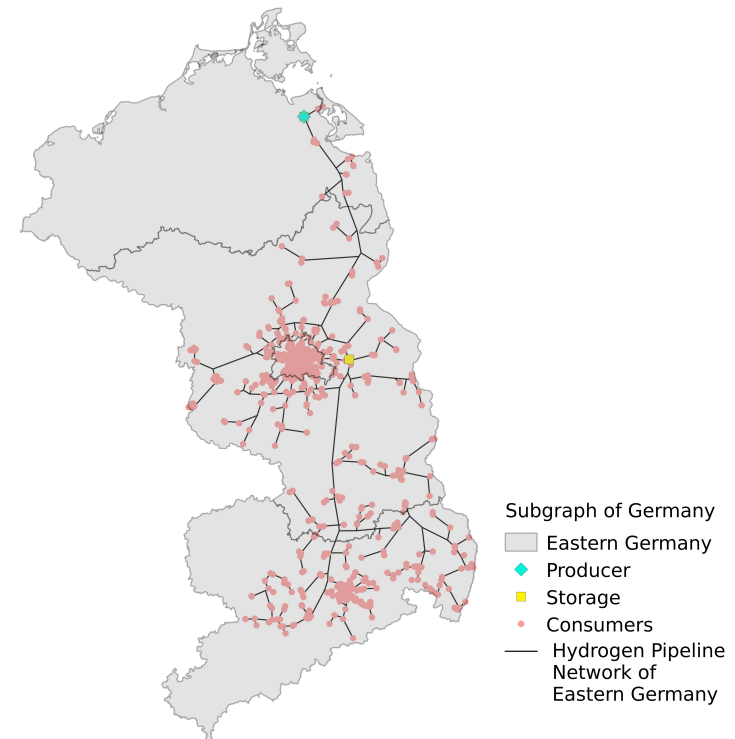 Subgraph of Germany
Eastern Germany
Producer
Storage
Consumers
Hydrogen Pipeline
Network of
Eastern Germany